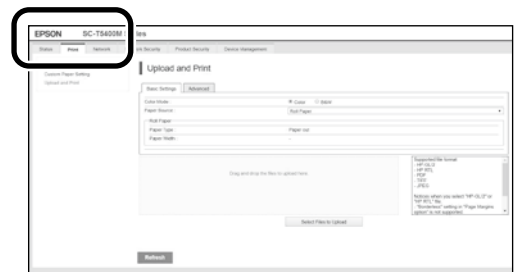 EPSON SC-T5400M Series
Status Print Network Network Security Product Security Device Management
Custom Paper Setting
Upload and Print
Upload and Print
Basic Settings Advanced
Color Mode : Color B&W
Paper Source : Roll Paper
Roll Paper
Paper Type : Paper out
Paper Width : -
Drag and drop the files to upload here.
Supported file format
- HP-GL/2
- HP RTL
- PDF
- TIFF
- JPEG
Notices when you select "HP-GL/2" or
"HP RTL" file.
- "Borderless" setting in "Page Margins
option" is not supported.
Select Files to Upload
Refresh